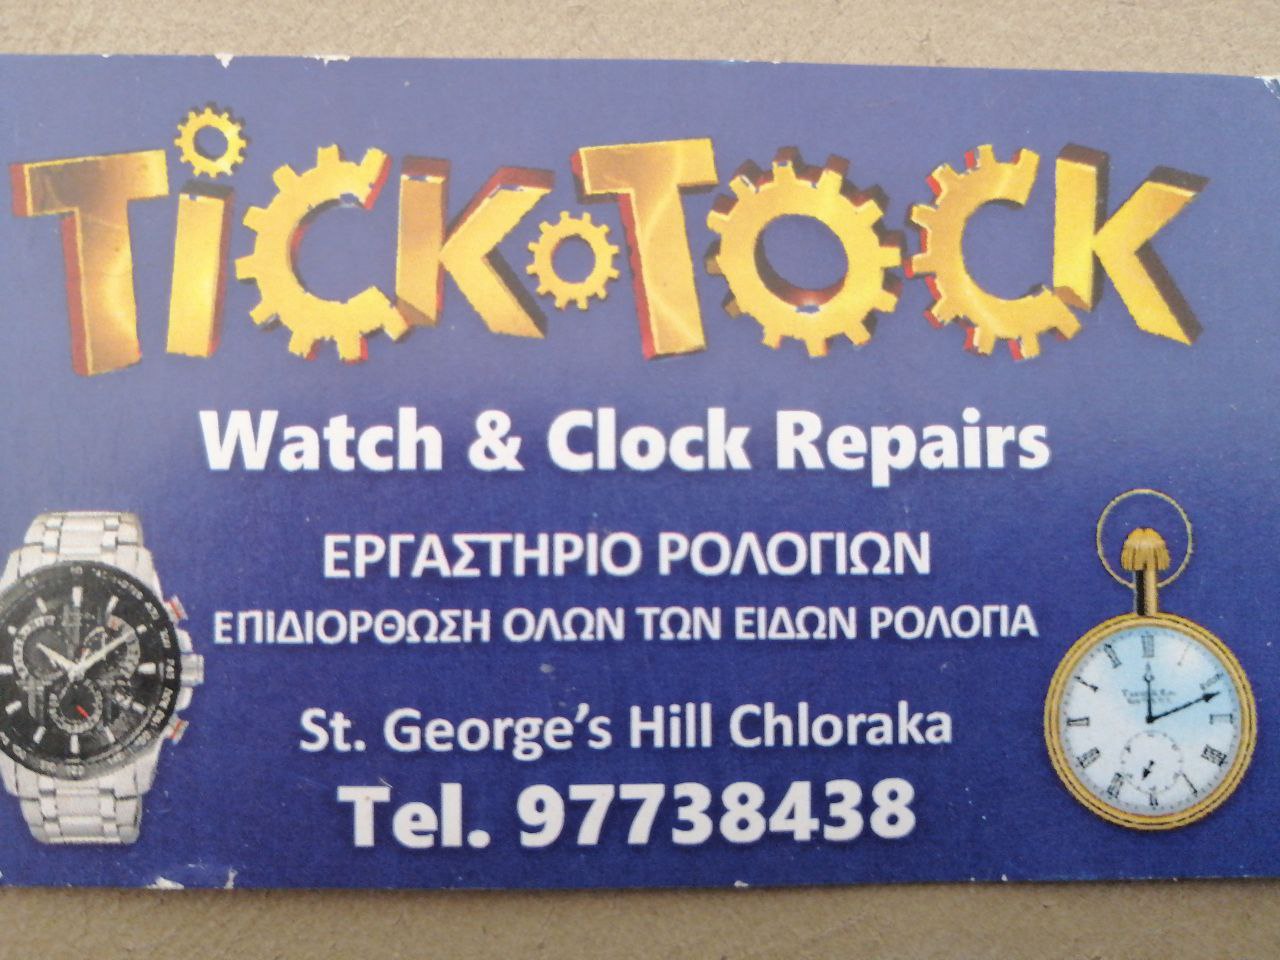 TiCK·TOCK
Watch & Clock Repairs
ΕΡΓΑΣΤΗΡΙΟ ΡΟΛΟΓΙΩΝ
ΕΠΙΔΙΟΡΘΩΣΗ ΟΛΩΝ ΤΩΝ ΕΙΔΩΝ ΡΟΛΟΓΙΑ
St. George's Hill Chloraka
Tel. 97738438